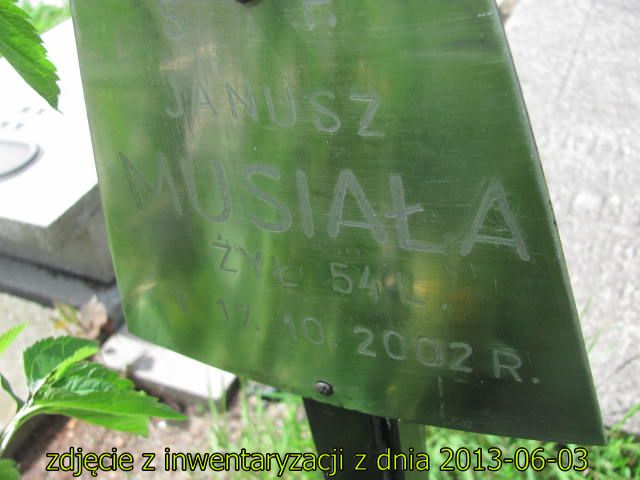 Ś P.
JANUSZ
MUSIAŁA
ŻYŁ 54 L.
† 17.10.2002 R.
zdjęcie z inwentaryzacji z dnia 2013-06-03